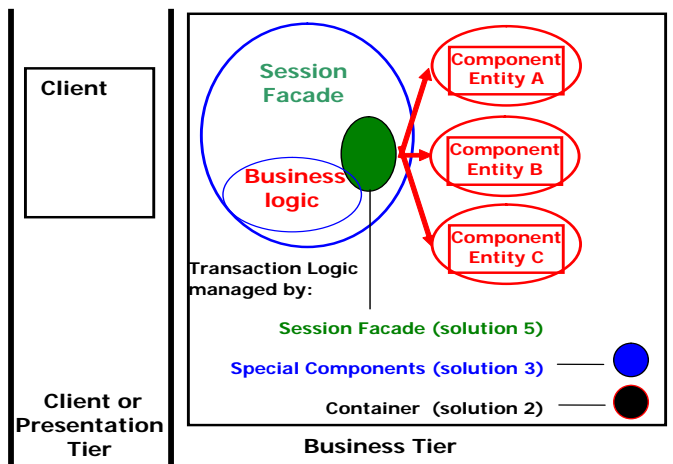 Client
Session
Facade
Business
logic
Component
Entity A
Component
Entity B
Component
Entity C
Transaction Logic
managed by:
Session Facade (solution 5)
Special Components (solution 3)
Container (solution 2)
Client or
Presentation
Tier
Business Tier